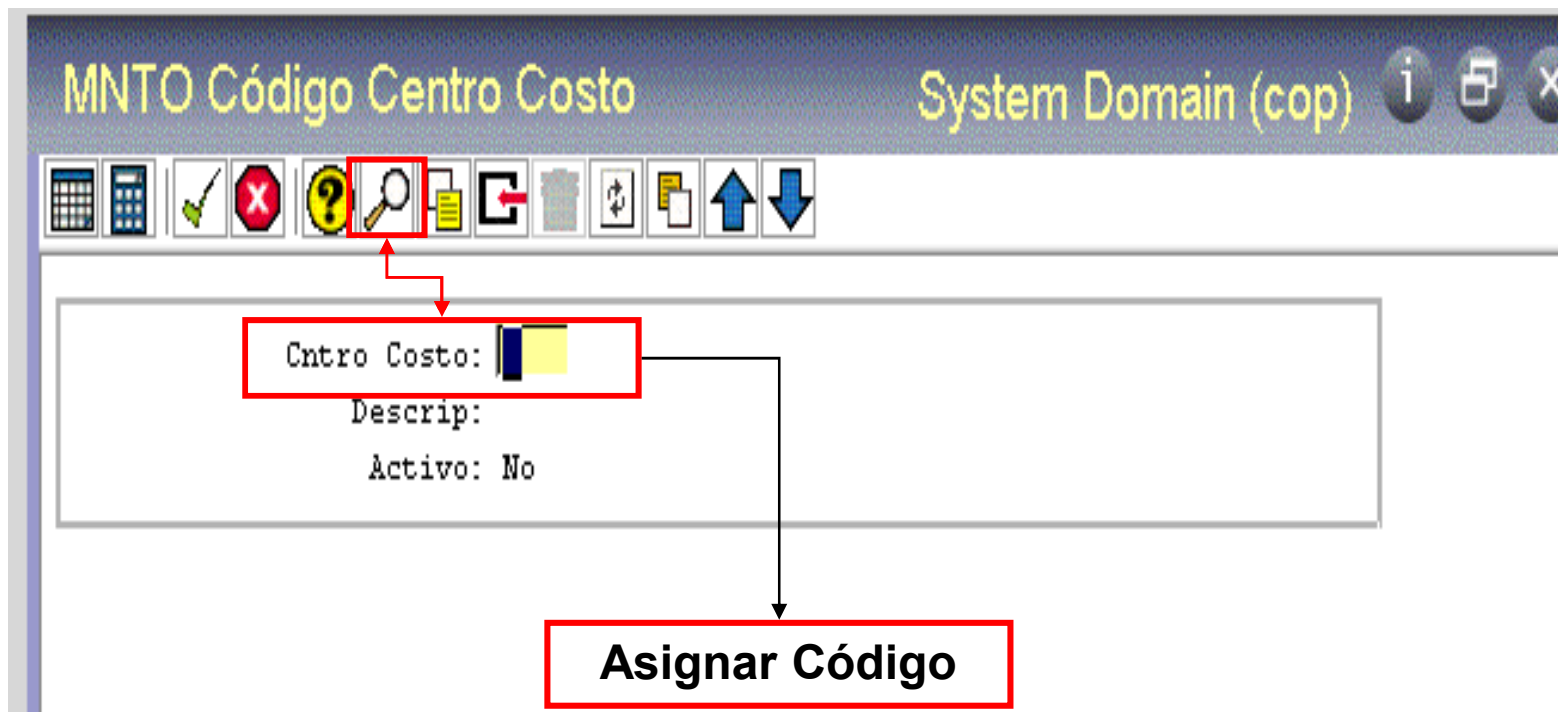 MNTO Código Centro Costo System Domain (cop)
Cntro Costo:
Descrip:
Activo: No
Asignar Código